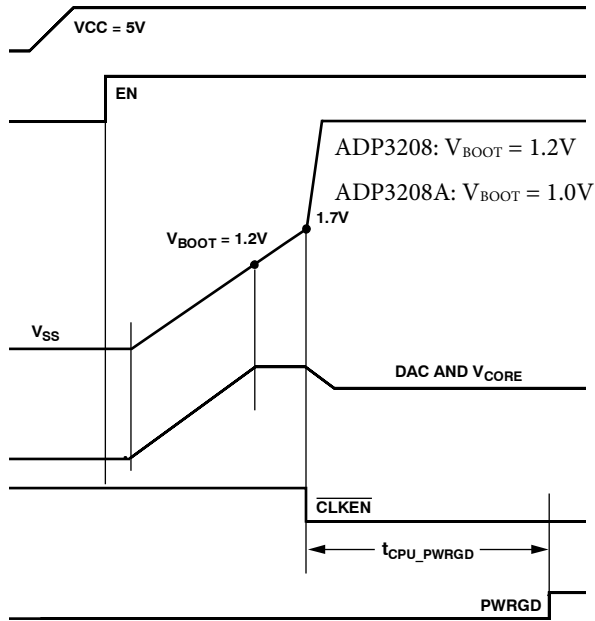 VCC = 5V
EN
ADP3208: VBOOT = 1.2V
ADP3208A: VBOOT = 1.0V
1.7V
VBOOT = 1.2V
VSS
DAC AND VCORE
CLKEN
tCPU_PWRGD
PWRGD